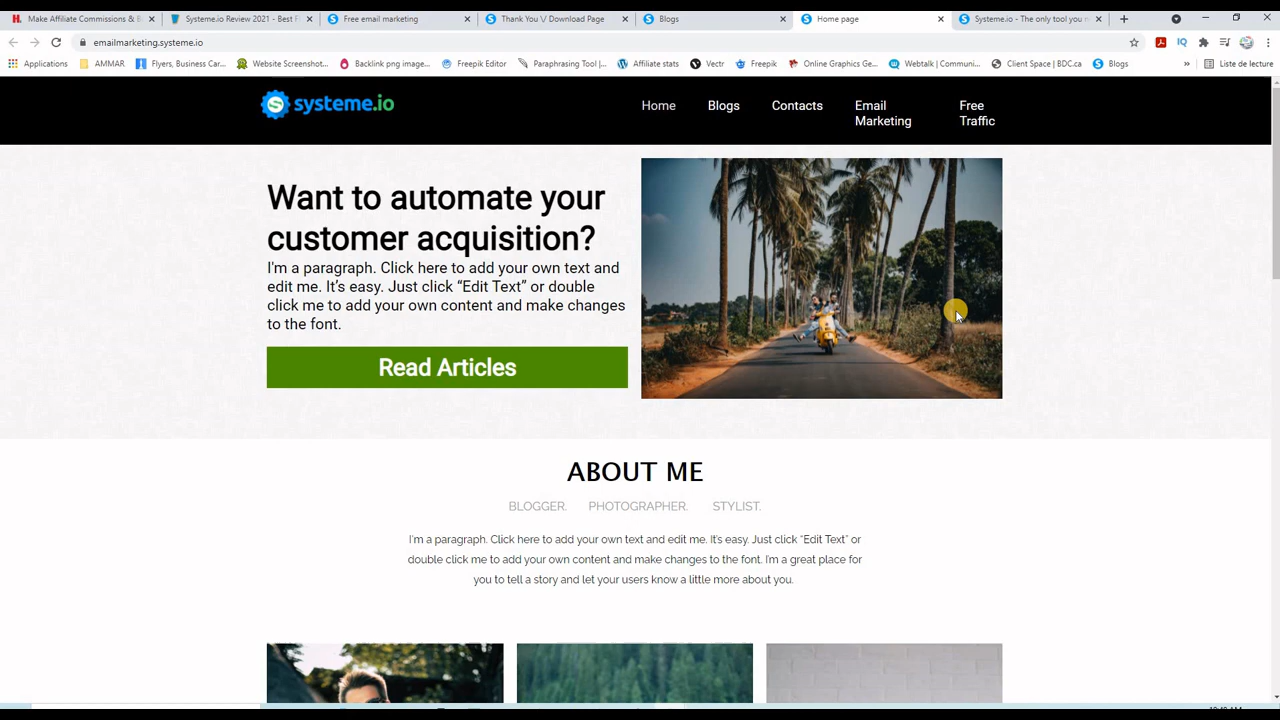 Make Affiliate Commissions & B
Systeme.io Review 2021 - Best F
Free email marketing
Thank You \/ Download Page
Blogs
Home page
Systeme.io - The only tool you n
emailmarketing.systeme.io
IQ
Applications
AMMAR
Flyers, Business Car...
Website Screenshot...
Backlink png image...
Freepik Editor
Paraphrasing Tool |...
Affiliate stats
Vectr
Freepik
Online Graphics Ge...
Webtalk | Communi...
Client Space | BDC.ca
Blogs
»
Liste de lecture
systeme.io
Home
Blogs
Contacts
Email
Marketing
Free
Traffic
Want to automate your
customer acquisition?
I'm a paragraph. Click here to add your own text and
edit me. It’s easy. Just click “Edit Text” or double
click me to add your own content and make changes
to the font.
Read Articles
ABOUT ME
BLOGGER. PHOTOGRAPHER. STYLIST.
I'm a paragraph. Click here to add your own text and edit me. It’s easy. Just click “Edit Text” or
double click me to add your own content and make changes to the font. I’m a great place for
you to tell a story and let your users know a little more about you.